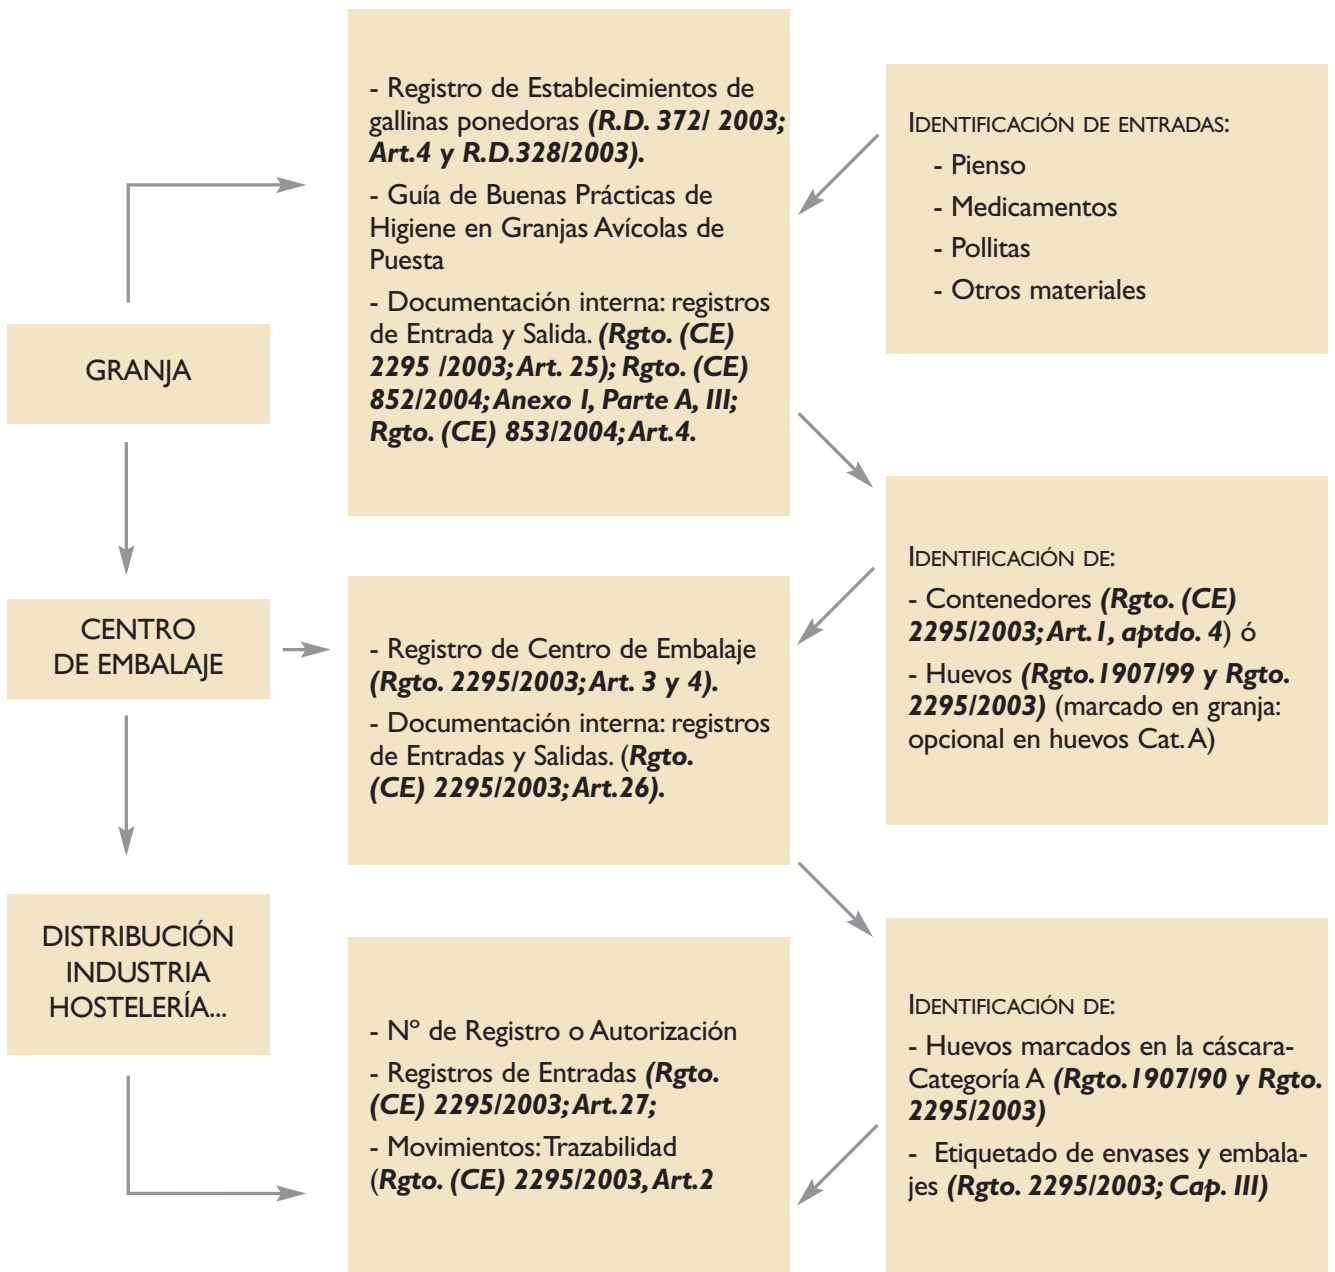 GRANJA
- Registro de Establecimientos de
gallinas ponedoras (R.D. 372/ 2003;
Art.4 y R.D.328/2003).
- Guía de Buenas Prácticas de
Higiene en Granjas Avícolas de
Puesta
- Documentación interna: registros
de Entrada y Salida. (Rgto. (CE)
2295 /2003; Art. 25); Rgto. (CE)
852/2004; Anexo I, Parte A, III;
Rgto. (CE) 853/2004; Art.4.
IDENTIFICACIÓN DE ENTRADAS:
- Pienso
- Medicamentos
- Pollitas
- Otros materiales
CENTRO
DE EMBALAJE
- Registro de Centro de Embalaje
(Rgto. 2295/2003; Art. 3 y 4).
- Documentación interna: registros
de Entradas y Salidas. (Rgto.
(CE) 2295/2003; Art.26).
IDENTIFICACIÓN DE:
- Contenedores (Rgto. (CE)
2295/2003; Art.1, aptdo. 4) ó
- Huevos (Rgto.1907/99 y Rgto.
2295/2003) (marcado en granja:
opcional en huevos Cat. A)
DISTRIBUCIÓN
INDUSTRIA
HOSTELERÍA...
- Nº de Registro o Autorización
- Registros de Entradas (Rgto.
(CE) 2295/2003; Art.27;
- Movimientos: Trazabilidad
(Rgto. (CE) 2295/2003, Art.2
IDENTIFICACIÓN DE:
- Huevos marcados en la cáscara-
Categoría A (Rgto.1907/90 y Rgto.
2295/2003)
- Etiquetado de envases y embala-
jes (Rgto. 2295/2003; Cap. III)